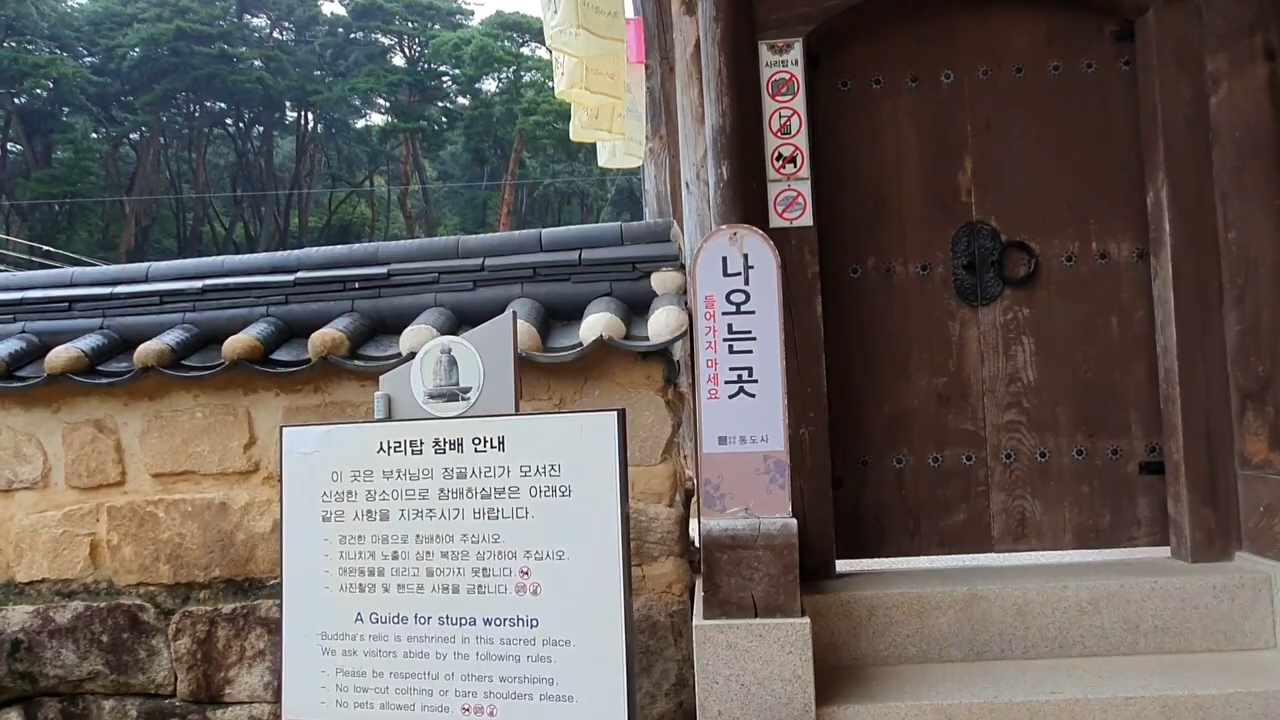 사리탑 내
나오는곳
들어가지 마세요
통도사
사리탑 참배 안내
이 곳은 부처님의 정골사리가 모셔진
신성한 장소이므로 참배하실분은 아래와
같은 사항을 지켜주시기 바랍니다.
-. 경건한 마음으로 참배하여 주십시오.
-. 지나치게 노출이 심한 복장은 삼가하여 주십시오.
-. 애완동물을 데리고 들어가지 못합니다.
-. 사진촬영 및 핸드폰 사용을 금합니다.
A Guide for stupa worship
Buddha's relic is enshrined in this sacred place.
We ask visitors abide by the following rules.
-. Please be respectful of others worshiping.
-. No low-cut colthing or bare shoulders please.
-. No pets allowed inside.